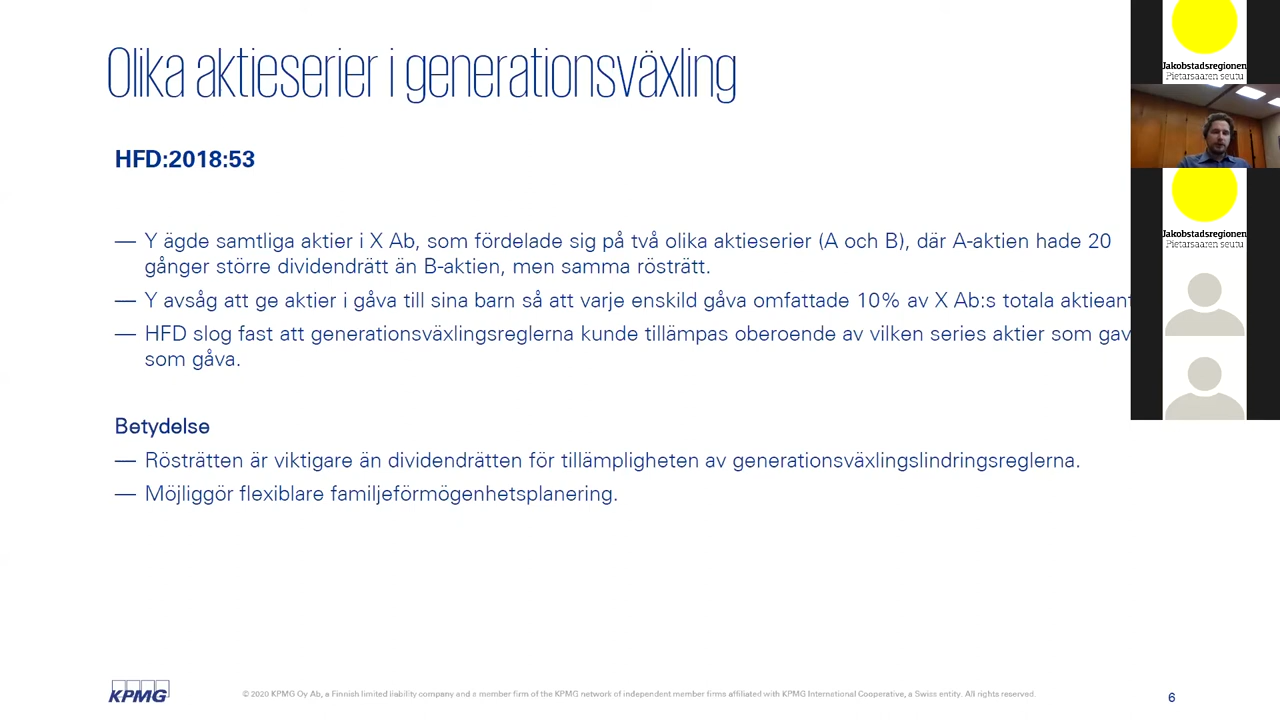 Olika aktieserier i generationsväxling
HFD:2018:53
— Y ägde samtliga aktier i X Ab, som fördelade sig på två olika aktieserier (A och B), där A-aktien hade 20
gånger större dividendrätt än B-aktien, men samma rösträtt.
— Y avsåg att ge aktier i gåva till sina barn så att varje enskild gåva omfattade 10% av X Ab:s totala
— HFD slog fast att generationsväxlingsreglerna kunde tillämpas oberoende av vilken series aktier som gav
som gåva.
Betydelse
— Rösträtten är viktigare än dividendrätten för tillämpligheten av generationsväxlingslindringsreglerna.
— Möjliggör flexiblare familjeförmögenhetsplanering.
KPMG
© 2020 KPMG Oy Ab, a Finnish limited liability company and a member firm of the KPMG network of independent member firms affiliated with KPMG International Cooperative, a Swiss entity. All rights reserved.
6
Jakobstadsregionen
Pietarsaaren seutu
Jakobstadsregionen
Pietarsaaren seutu